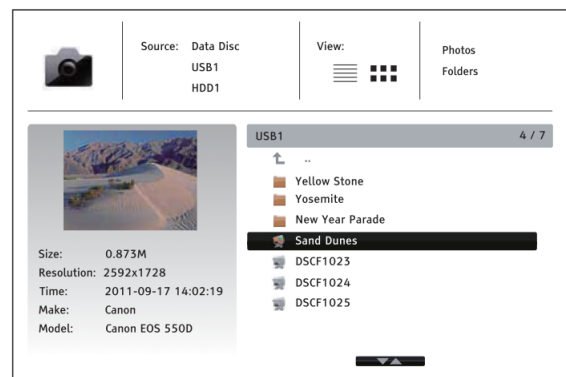 Source: Data Disc
USB1
HDD1
View:
Photos
Folders
USB1 4 / 7
..
Yellow Stone
Yosemite
New Year Parade
Sand Dunes
DSCF1023
DSCF1024
DSCF1025
Size: 0.873M
Resolution: 2592x1728
Time: 2011-09-17 14:02:19
Make: Canon
Model: Canon EOS 550D